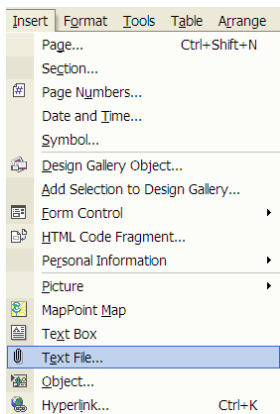 Insert Format Tools Table Arrange
Page... Ctrl+Shift+N
Section...
Page Numbers...
Date and Time...
Symbol...
Design Gallery Object...
Add Selection to Design Gallery...
Form Control
HTML Code Fragment...
Personal Information
Picture
MapPoint Map
Text Box
Text File...
Object...
Hyperlink... Ctrl+K